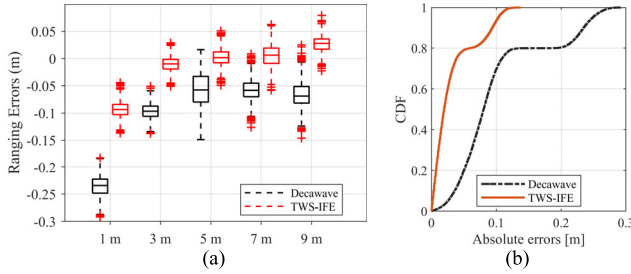 (a)
Ranging Errors (m)
0.05
0
-0.05
-0.1
-0.15
-0.2
-0.25
-0.3
Decawave
TWS-IFE
1 m 3 m 5 m 7 m 9 m
(a)
(b)
CDF
1
0.8
0.6
0.4
0.2
0
Decawave
TWS-IFE
0 0.1 0.2 0.3
Absolute errors [m]
(b)